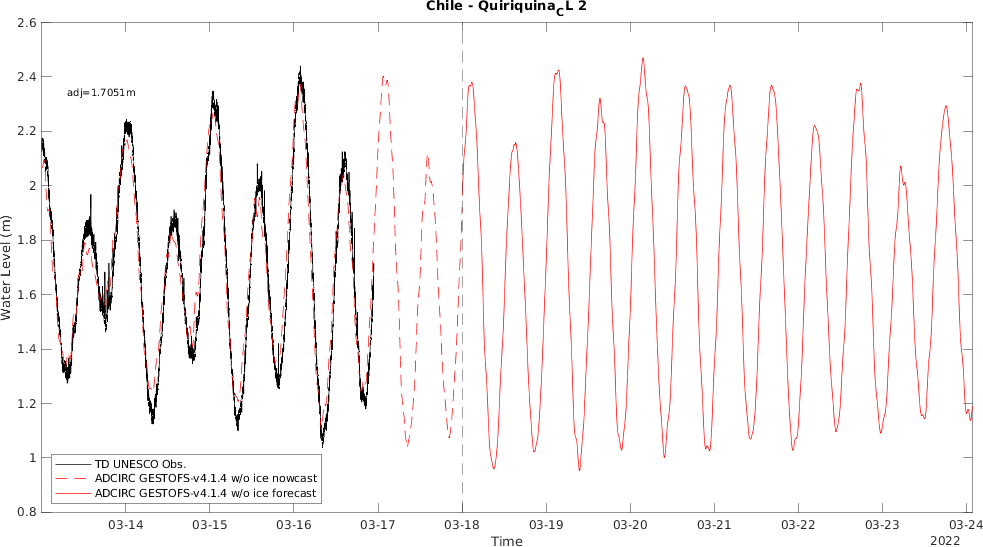 Chile - Quiriquina_CL 2
2.6
2.4
2.2
2
1.8
1.6
1.4
1.2
1
0.8
Water Level (m)
adj=1.7051m
TD UNESCO Obs.
ADCIRC GESTOFS-v4.1.4 w/o ice nowcast
ADCIRC GESTOFS-v4.1.4 w/o ice forecast
03-14 03-15 03-16 03-17 03-18 03-19 03-20 03-21 03-22 03-23 03-24
Time
2022